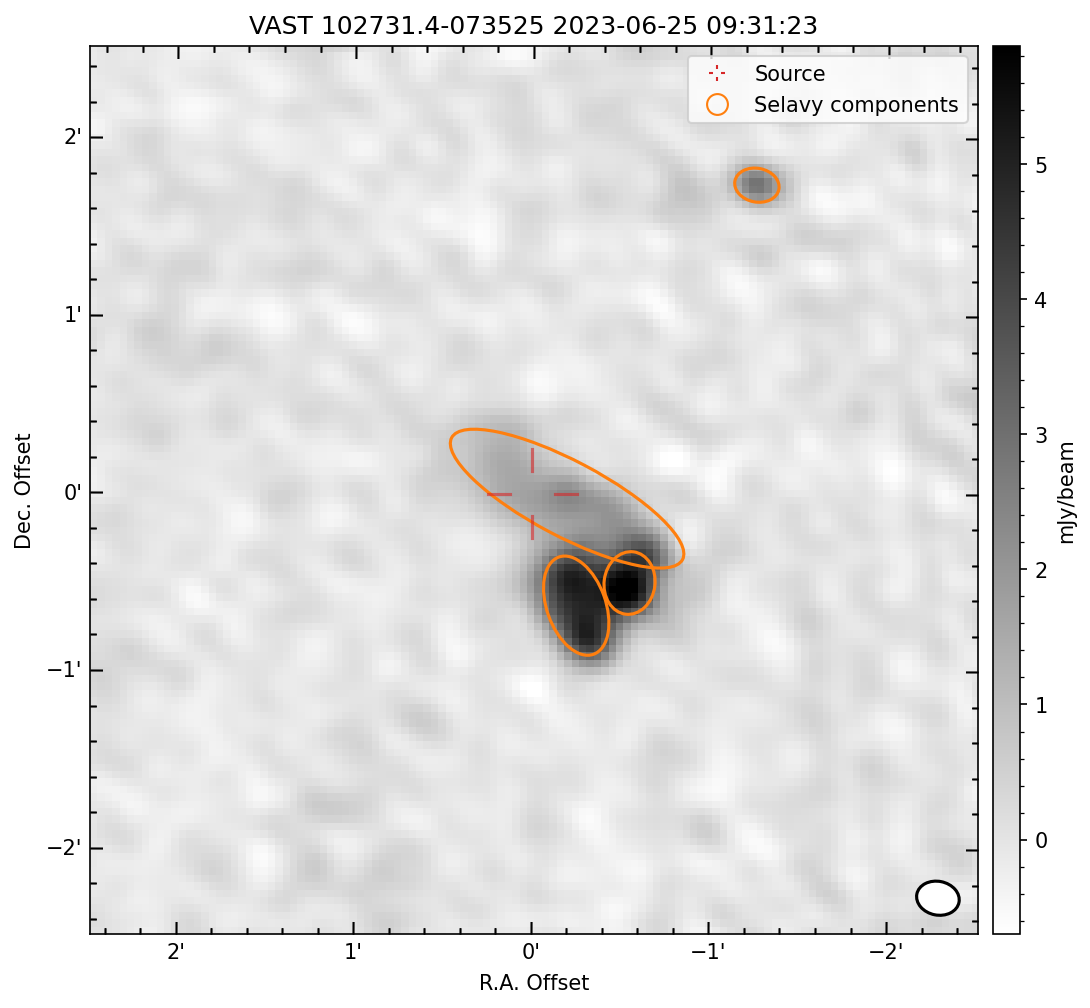 VAST 102731.4-073525 2023-06-25 09:31:23
Source
Selavy components
2'
1'
0'
−1'
−2'
Dec. Offset
2'
1'
0'
−1'
−2'
R.A. Offset
5
4
3
2
1
0
mJy/beam